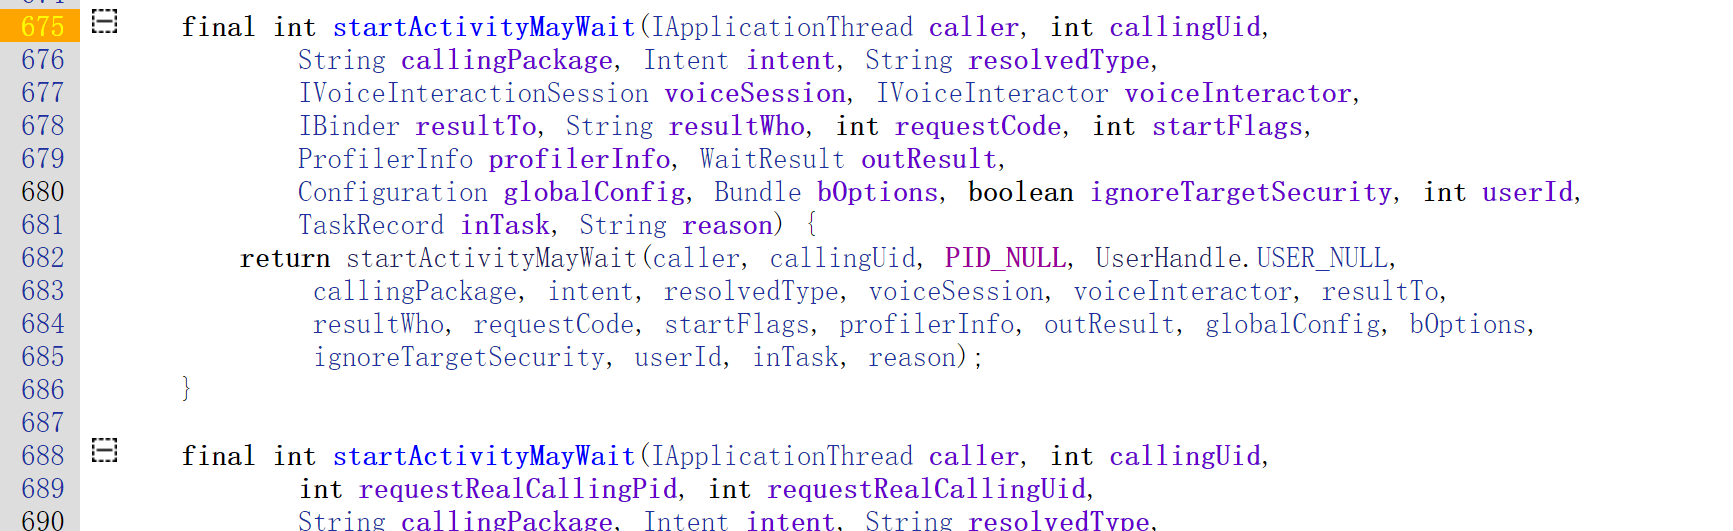 675 final int startActivityMayWait(IApplicationThread caller, int callingUid,
676 String callingPackage, Intent intent, String resolvedType,
677 IVoiceInteractionSession voiceSession, IVoiceInteractor voiceInteractor,
678 IBinder resultTo, String resultWho, int requestCode, int startFlags,
679 ProfilerInfo profilerInfo, WaitResult outResult,
680 Configuration globalConfig, Bundle bOptions, boolean ignoreTargetSecurity, int userId,
681 TaskRecord inTask, String reason) {
682 return startActivityMayWait(caller, callingUid, PID_NULL, UserHandle.USER_NULL,
683 callingPackage, intent, resolvedType, voiceSession, voiceInteractor, resultTo,
684 resultWho, requestCode, startFlags, profilerInfo, outResult, globalConfig, bOptions,
685 ignoreTargetSecurity, userId, inTask, reason);
686 }
687
688 final int startActivityMayWait(IApplicationThread caller, int callingUid,
689 int requestRealCallingPid, int requestRealCallingUid,
690 String callingPackage, Intent intent, String resolvedType,